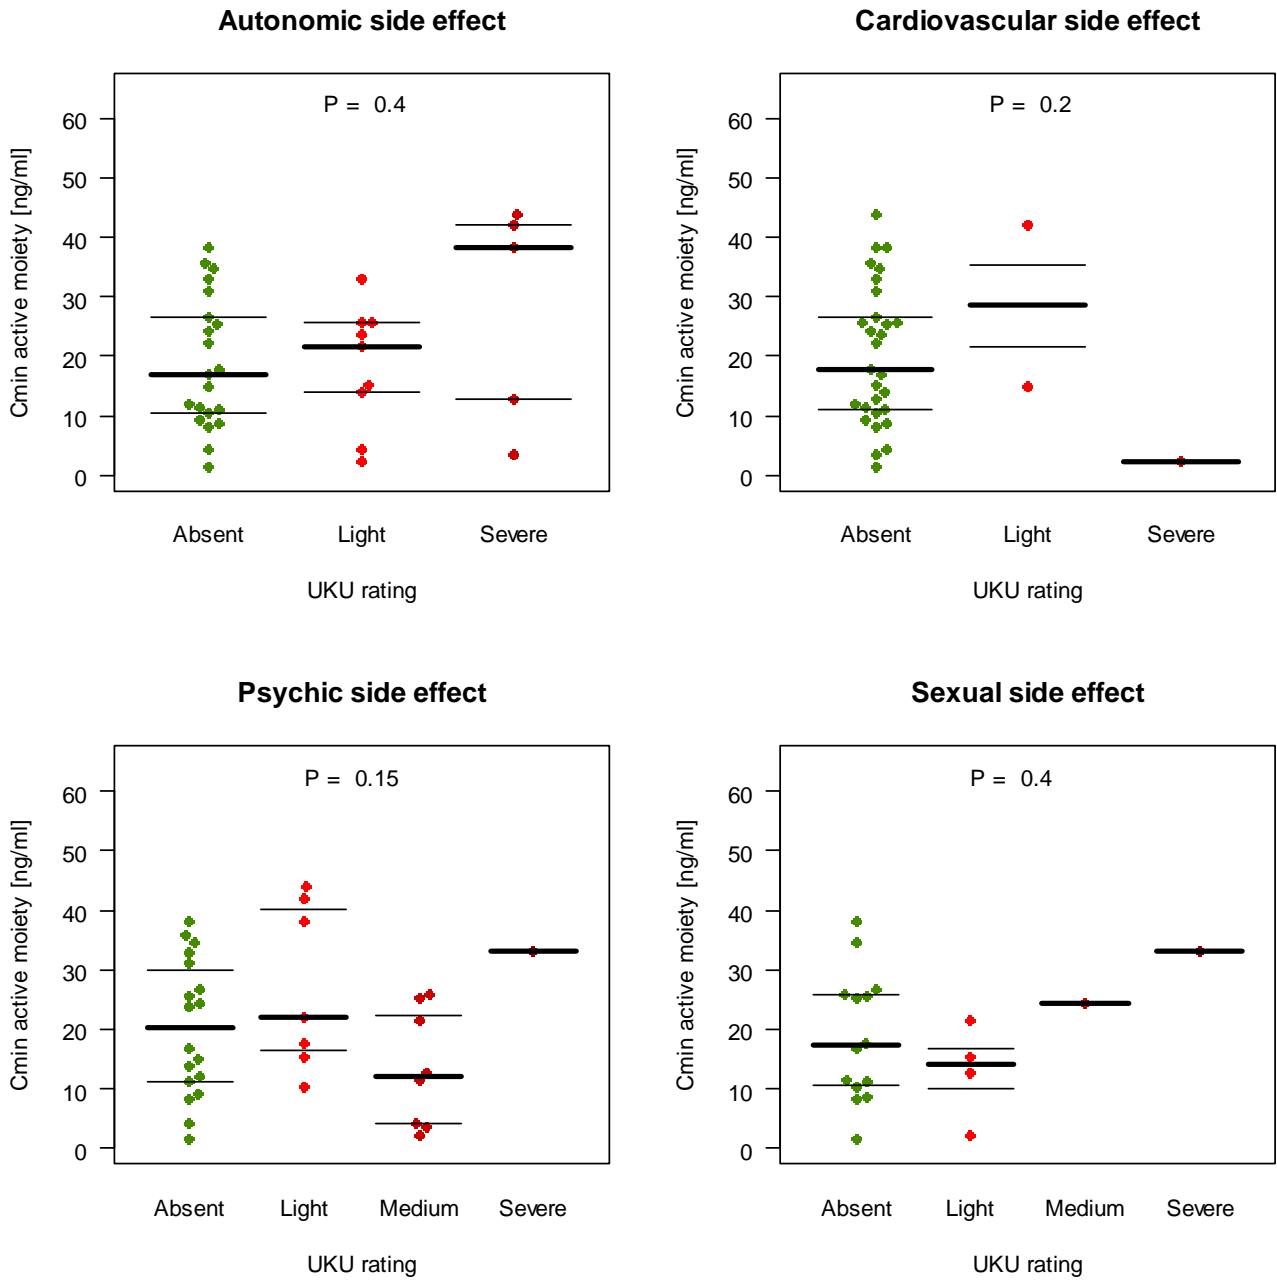 Autonomic side effect
P = 0.4
Cmin active moiety [ng/ml]
60
50
40
30
20
10
0
Absent Light Severe
UKU rating
Cardiovascular side effect
P = 0.2
Cmin active moiety [ng/ml]
60
50
40
30
20
10
0
Absent Light Severe
UKU rating
Psychic side effect
P = 0.15
Cmin active moiety [ng/ml]
60
50
40
30
20
10
0
Absent Light Medium Severe
UKU rating
Sexual side effect
P = 0.4
Cmin active moiety [ng/ml]
60
50
40
30
20
10
0
Absent Light Medium Severe
UKU rating